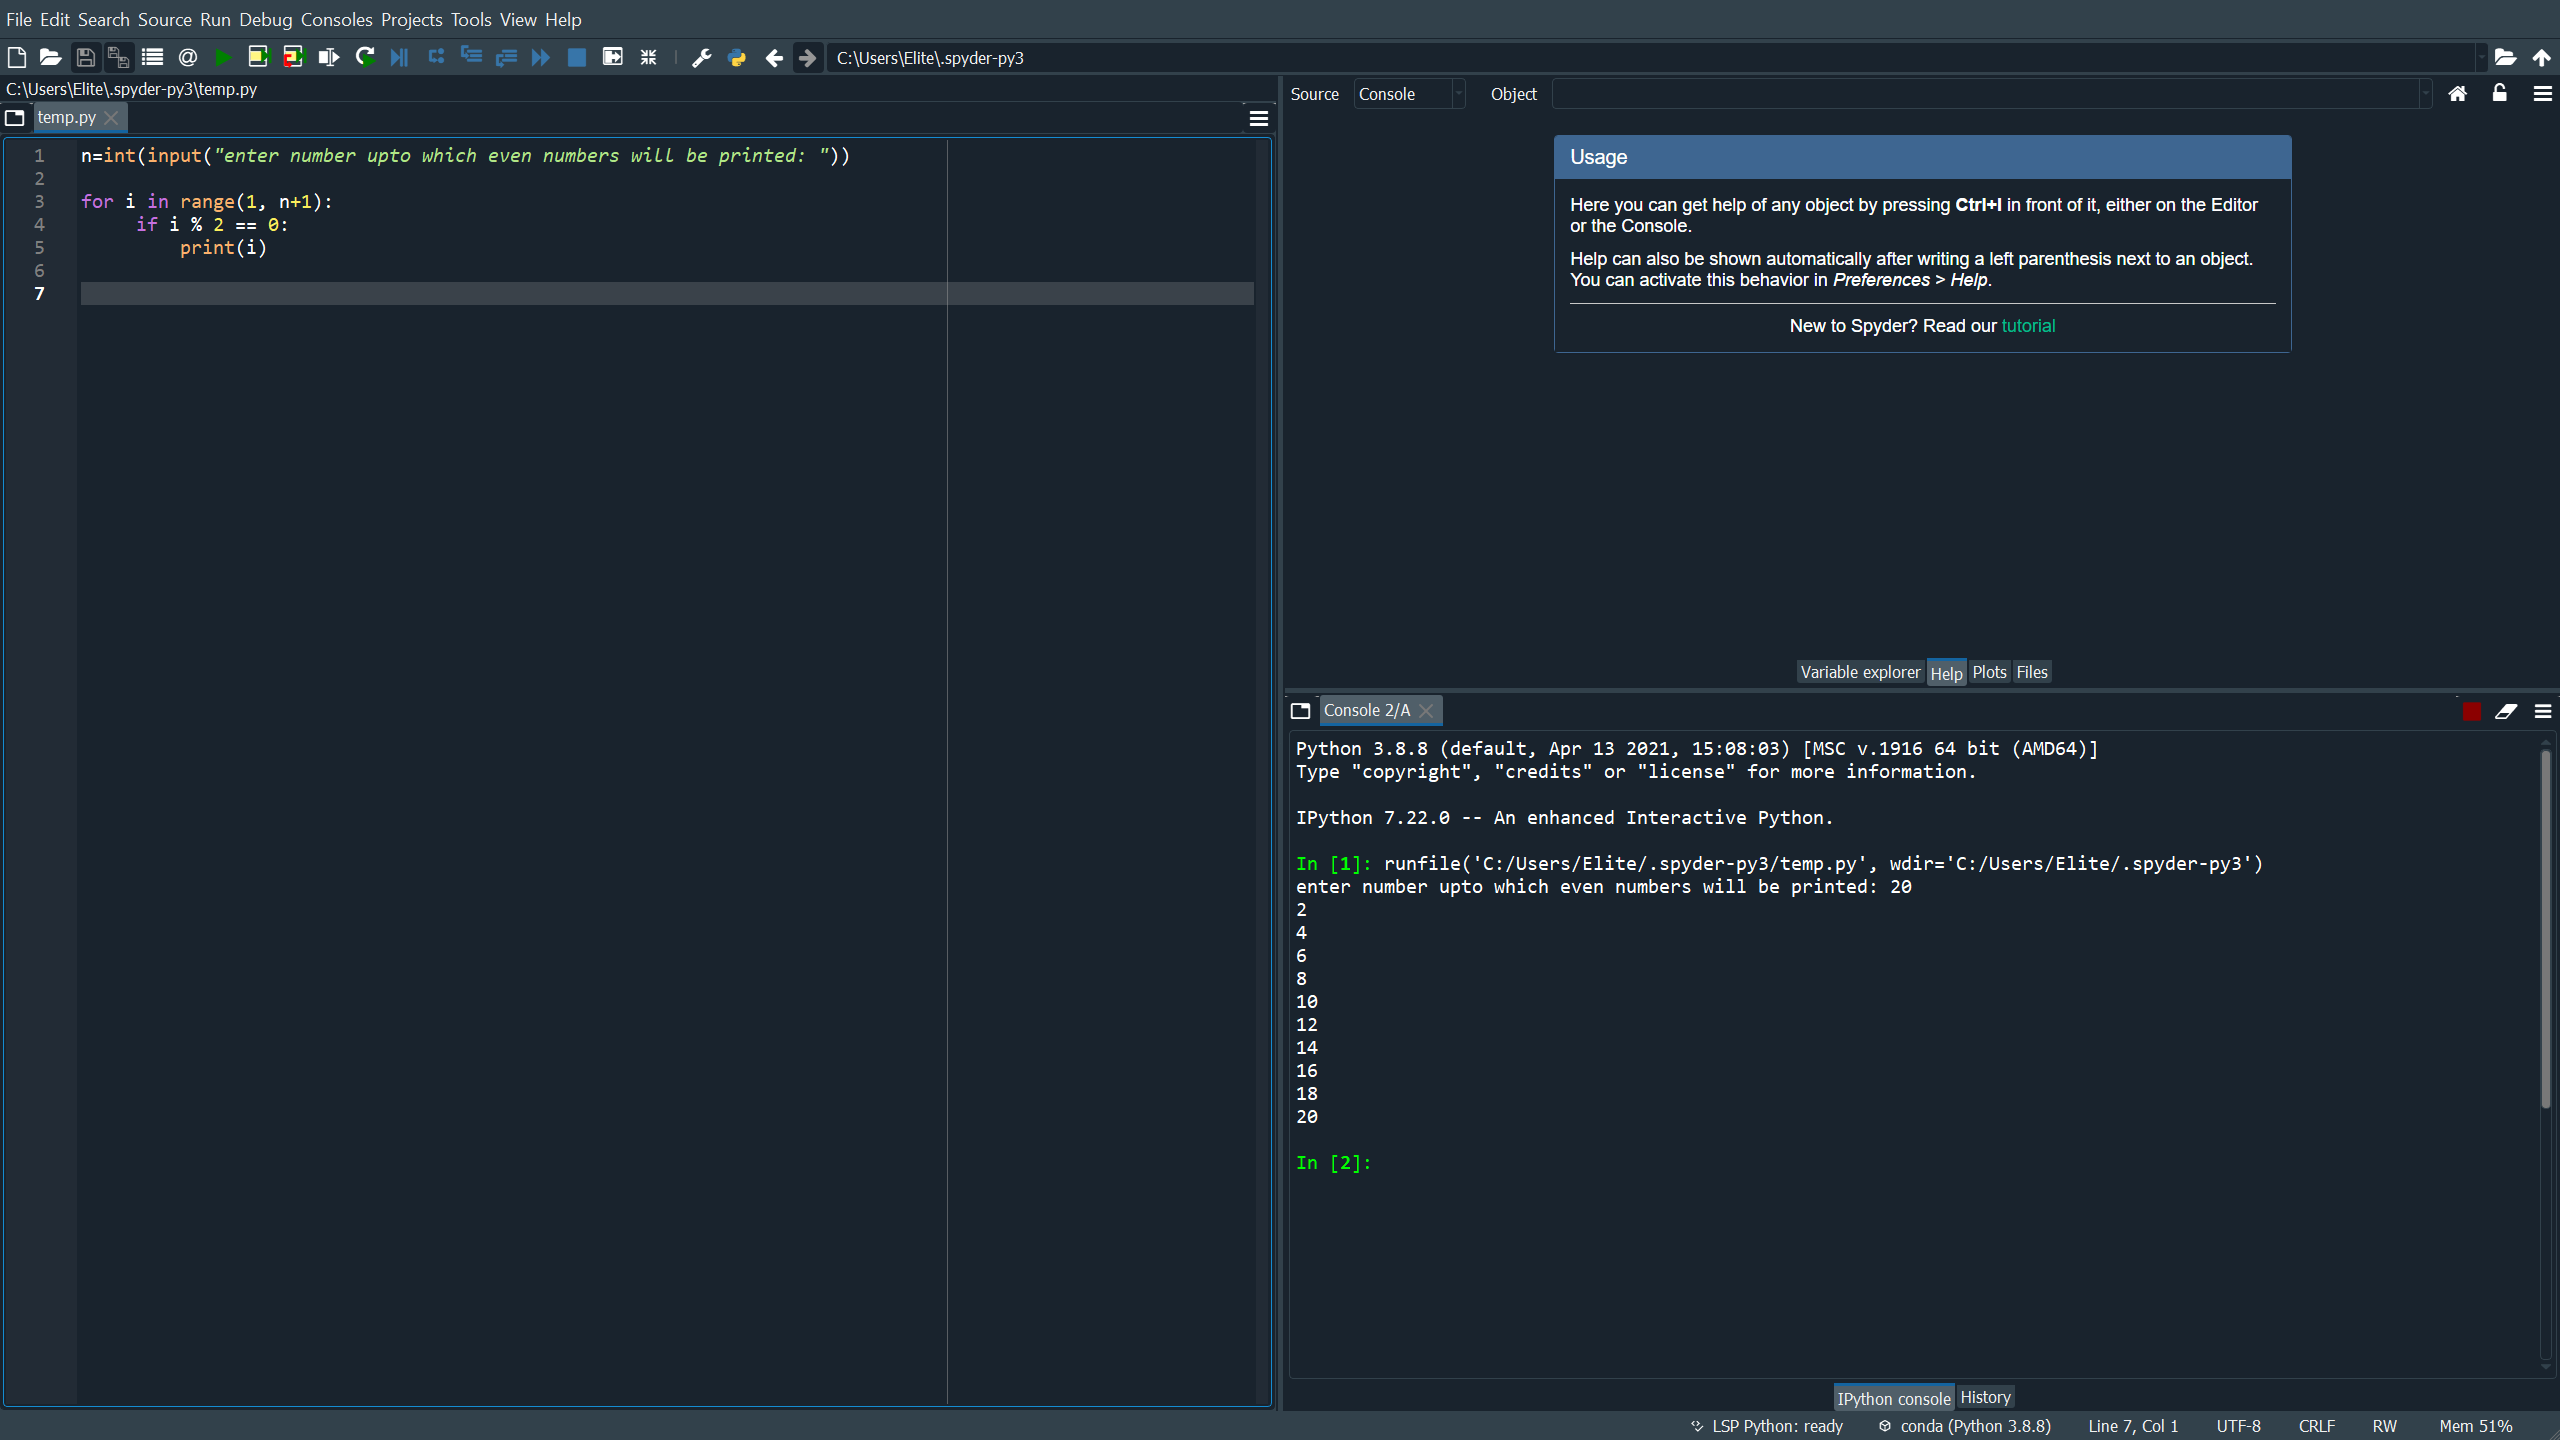 File Edit Search Source Run Debug Consoles Projects Tools View Help
C:\Users\Elite\.spyder-py3
C:\Users\Elite\.spyder-py3\temp.py
temp.py
1 n=int(input("enter number upto which even numbers will be printed: "))
2
3 for i in range(1, n+1):
4 if i % 2 == 0:
5 print(i)
6
7
Source Console Object
Usage
Here you can get help of any object by pressing Ctrl+I in front of it, either on the Editor
or the Console.
Help can also be shown automatically after writing a left parenthesis next to an object.
You can activate this behavior in Preferences > Help.
New to Spyder? Read our tutorial
Variable explorer Help Plots Files
Console 2/A
Python 3.8.8 (default, Apr 13 2021, 15:08:03) [MSC v.1916 64 bit (AMD64)]
Type "copyright", "credits" or "license" for more information.
IPython 7.22.0 -- An enhanced Interactive Python.
In [1]: runfile('C:/Users/Elite/.spyder-py3/temp.py', wdir='C:/Users/Elite/.spyder-py3')
enter number upto which even numbers will be printed: 20
2
4
6
8
10
12
14
16
18
20
In [2]:
IPython console History
LSP Python: ready conda (Python 3.8.8) Line 7, Col 1 UTF-8 CRLF RW Mem 51%